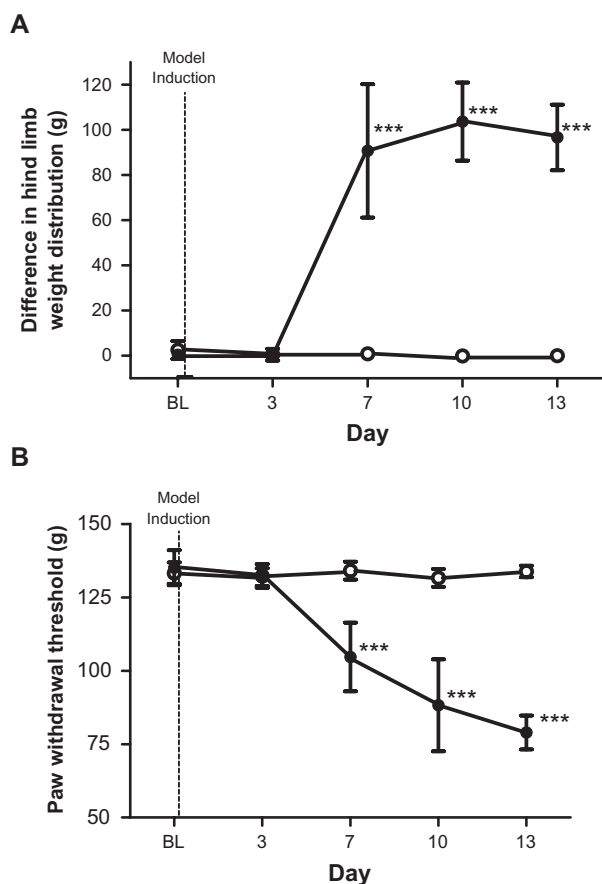 A
Model
Induction
Difference in hind limb
weight distribution (g)
120
100
80
60
40
20
0
***
***
***
BL
3
7
10
13
Day
B
Model
Induction
Paw withdrawal threshold (g)
150
125
100
75
50
***
***
***
BL
3
7
10
13
Day